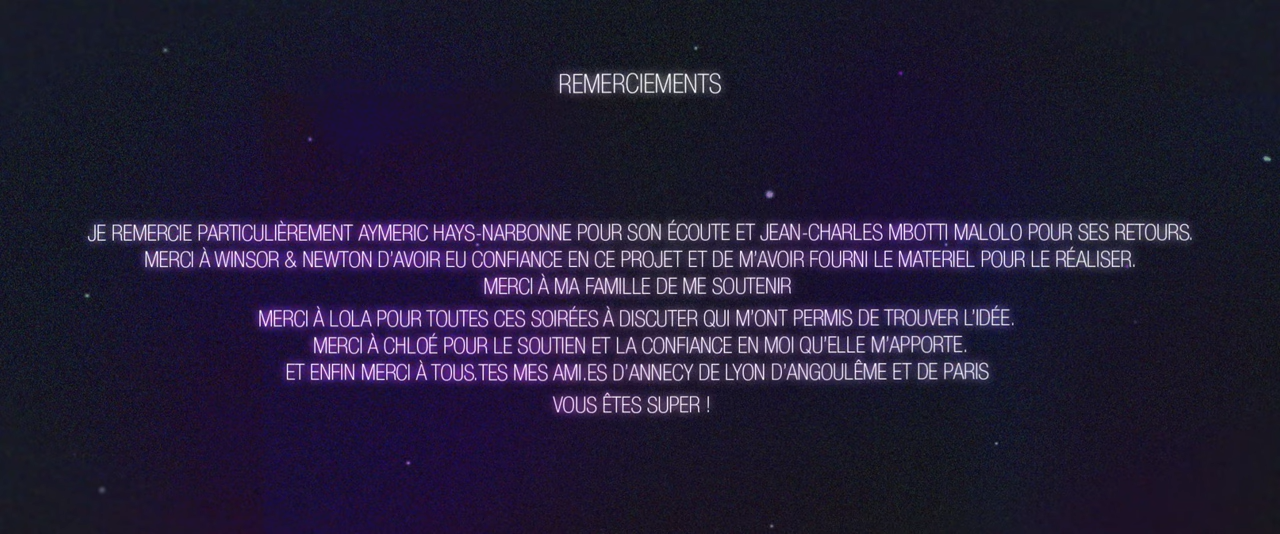 REMERCIEMENTS
JE REMERCIE PARTICULIÈREMENT AYMERIC HAYS-NARBONNE POUR SON ÉCOUTE ET JEAN-CHARLES MBOTTI MALOLO POUR SES RETOURS.
MERCI À WINSOR & NEWTON D'AVOIR EU CONFIANCE EN CE PROJET ET DE M'AVOIR FOURNI LE MATERIEL POUR LE RÉALISER.
MERCI À MA FAMILLE DE ME SOUTENIR
MERCI À LOLA POUR TOUTES CES SOIRÉES À DISCUTER QUI M'ONT PERMIS DE TROUVER L'IDÉE.
MERCI À CHLOÉ POUR LE SOUTIEN ET LA CONFIANCE EN MOI QU'ELLE M'APPORTE.
ET ENFIN MERCI À TOUS.TES MES AMI.ES D'ANNECY DE LYON D'ANGOULÊME ET DE PARIS
VOUS ÊTES SUPER !